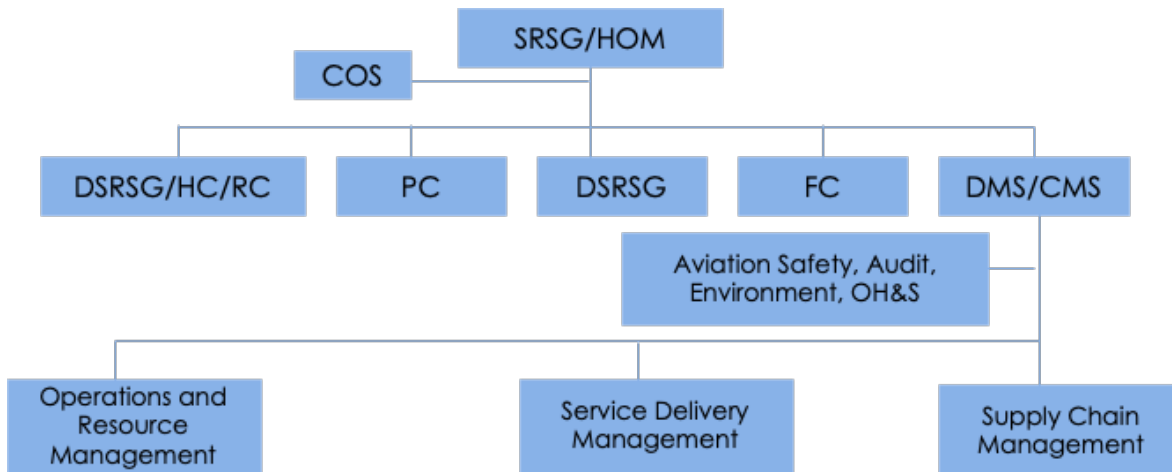 SRSG/HOM
COS
DSRSG/HC/RC
PC
DSRSG
FC
DMS/CMS
Aviation Safety, Audit,
Environment, OH&S
Operations and
Resource
Management
Service Delivery
Management
Supply Chain
Management